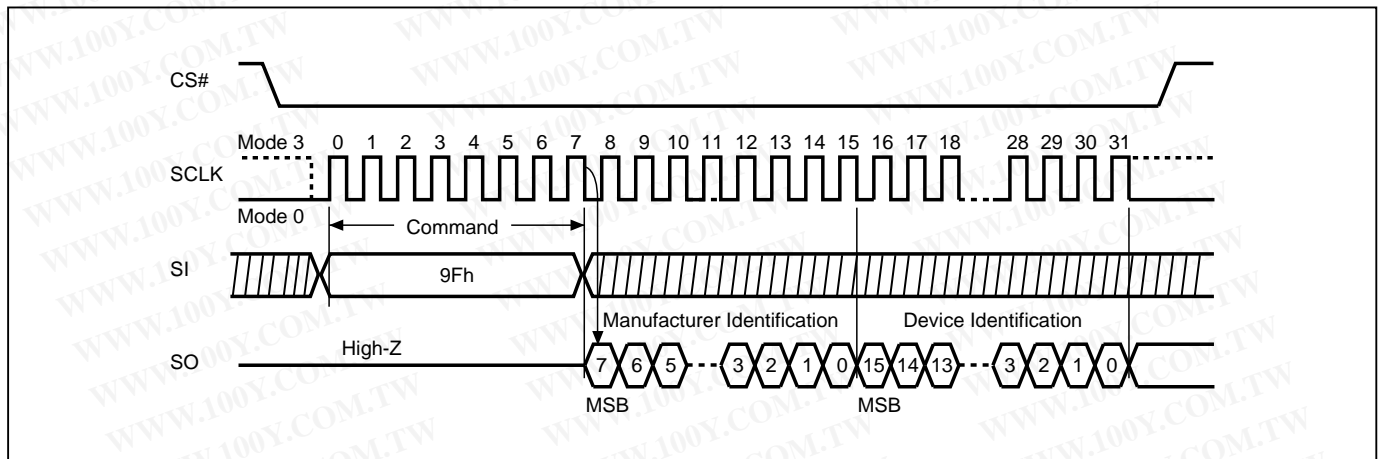 CS#
Mode 3 0 1 2 3 4 5 6 7 8 9 10 11 12 13 14 15 16 17 18 28 29 30 31
SCLK
Mode 0
Command
SI
9Fh
Manufacturer Identification Device Identification
High-Z
SO
7 6 5 3 2 1 0 15 14 13 3 2 1 0
MSB MSB
WWW.100Y.COM.TW